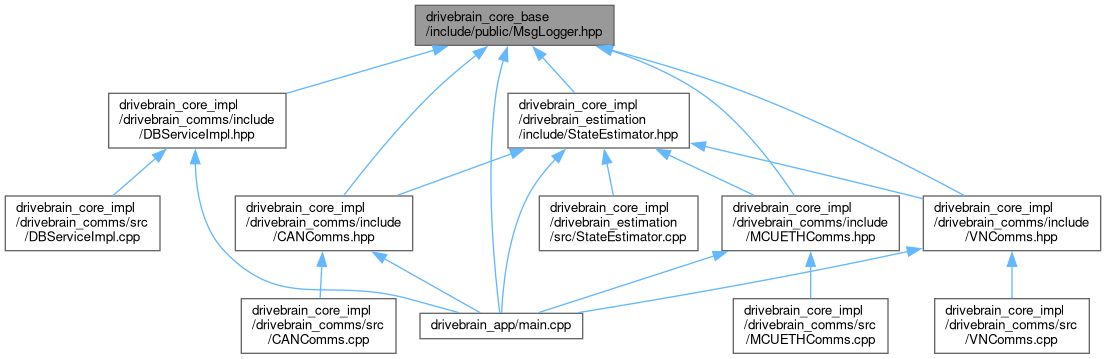 drivebrain_core_base
/include/public/MsgLogger.hpp
drivebrain_core_impl
/drivebrain_comms/include
/DBServiceImpl.hpp
drivebrain_core_impl
/drivebrain_estimation
/include/StateEstimator.hpp
drivebrain_core_impl
/drivebrain_comms/src
/DBServiceImpl.cpp
drivebrain_core_impl
/drivebrain_comms/include
/CANComms.hpp
drivebrain_core_impl
/drivebrain_estimation
/src/StateEstimator.cpp
drivebrain_core_impl
/drivebrain_comms/include
/MCUETHComms.hpp
drivebrain_core_impl
/drivebrain_comms/include
/VNComms.hpp
drivebrain_core_impl
/drivebrain_comms/src
/CANComms.cpp
drivebrain_app/main.cpp
drivebrain_core_impl
/drivebrain_comms/src
/MCUETHComms.cpp
drivebrain_core_impl
/drivebrain_comms/src
/VNComms.cpp